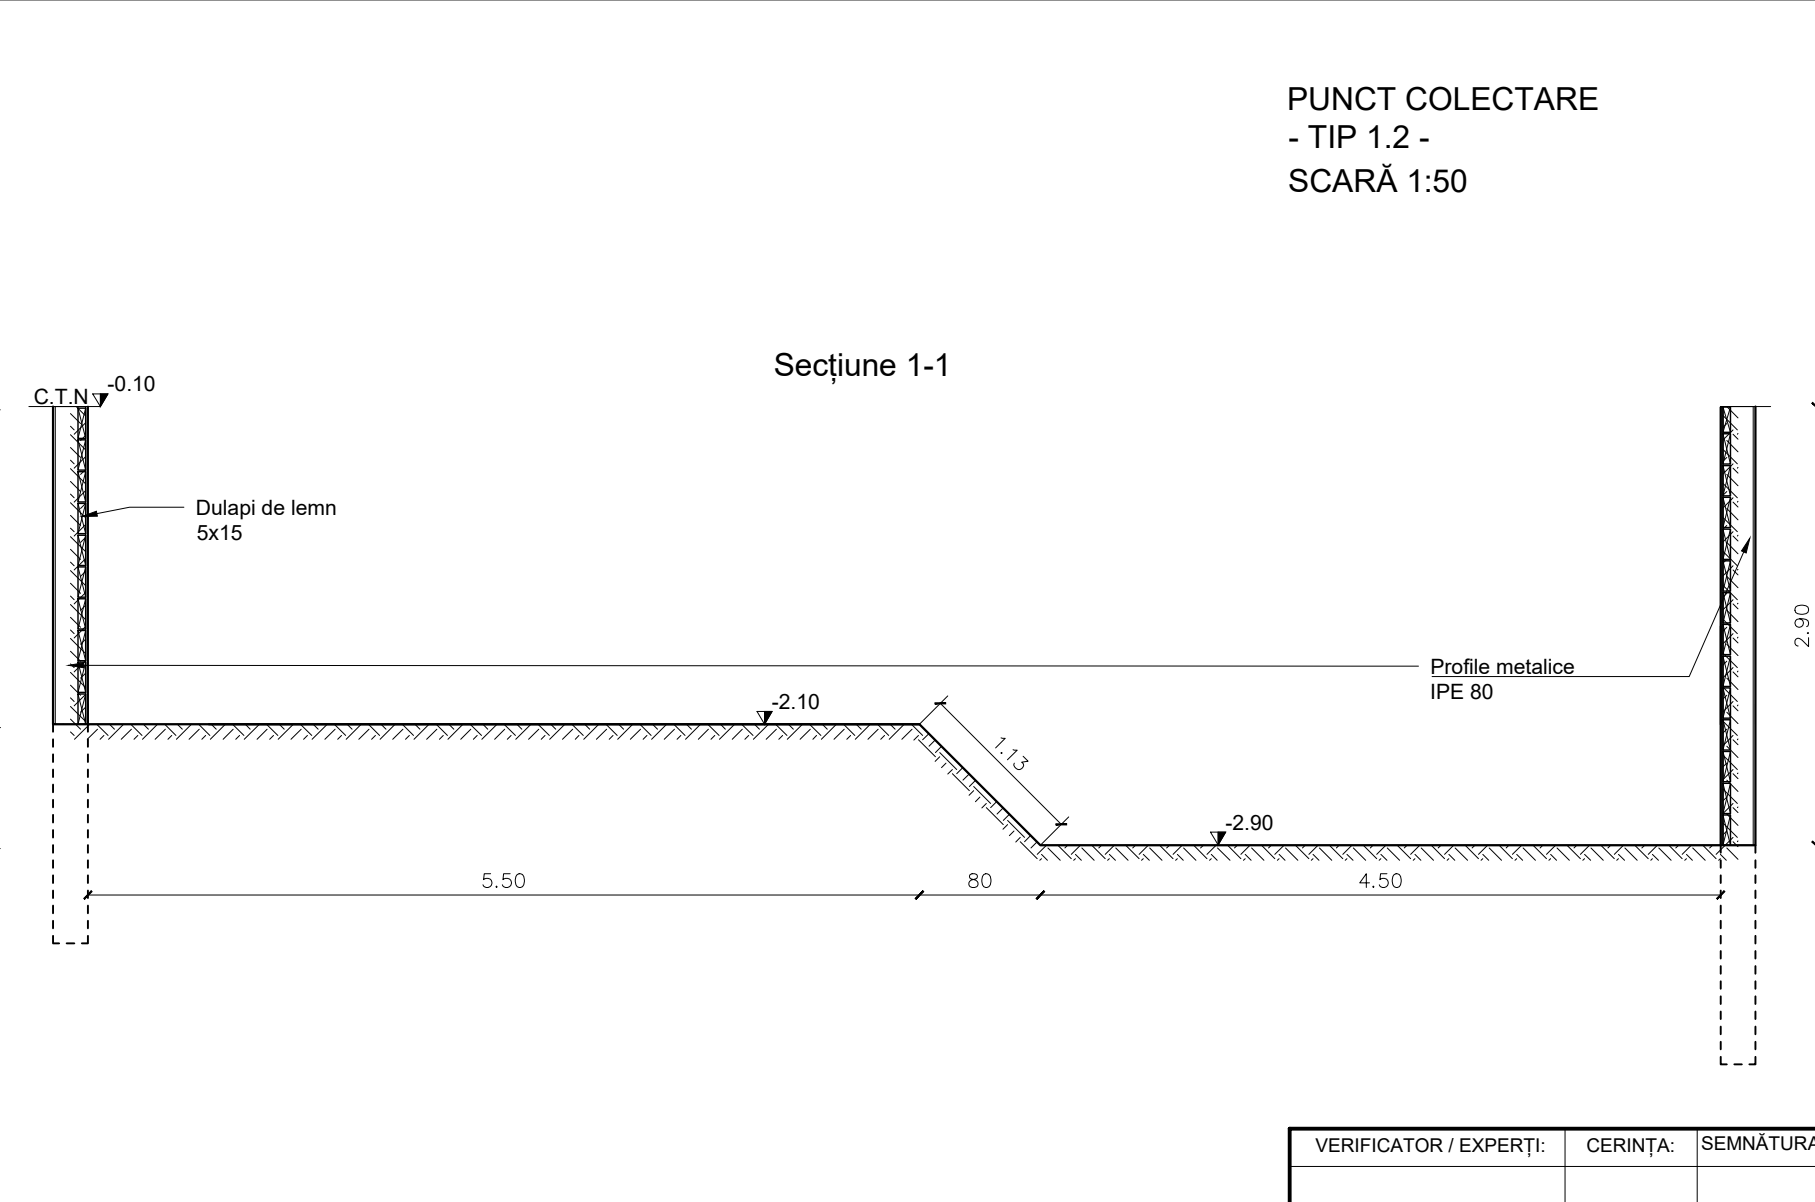 PUNCT COLECTARE
- TIP 1.2 -
SCARĂ 1:50
Secțiune 1-1
C.T.N
-0.10
Dulapi de lemn
5x15
2.90
Profile metalice
IPE 80
-2.10
1.13
-2.90
5.50
80
4.50
VERIFICATOR / EXPERȚI:
CERINȚA:
SEMNĂTURA